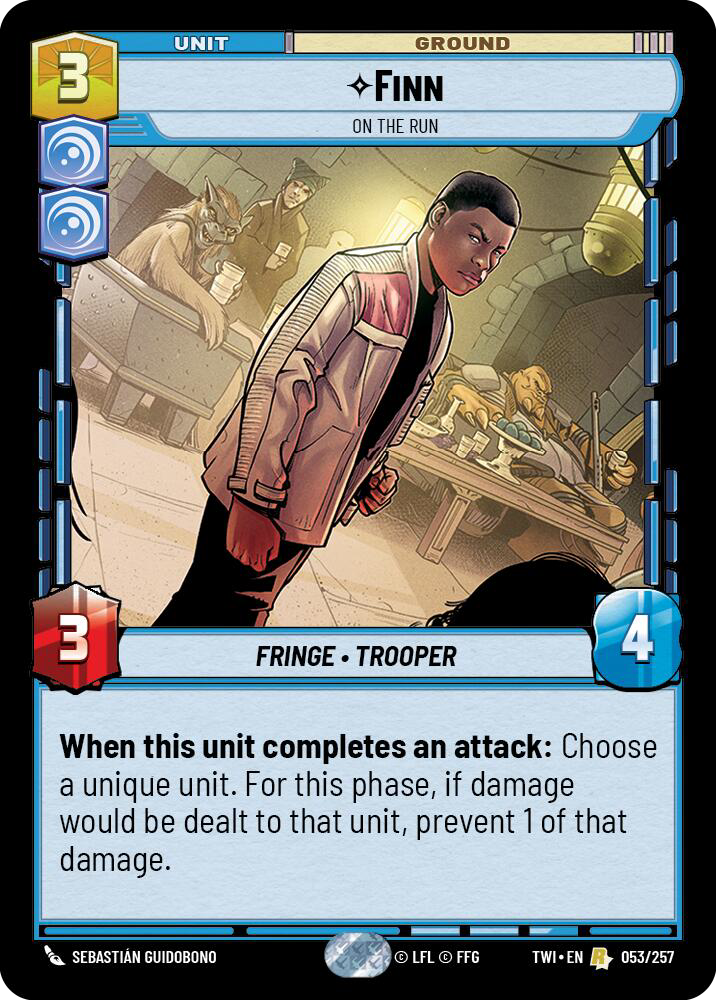 UNIT
GROUND
3
✧FINN
ON THE RUN
3
FRINGE • TROOPER
4
When this unit completes an attack: Choose
a unique unit. For this phase, if damage
would be dealt to that unit, prevent 1 of that
damage.
SEBASTIÁN GUIDOBONO
© LFL © FFG
TWI • EN
R
053/257